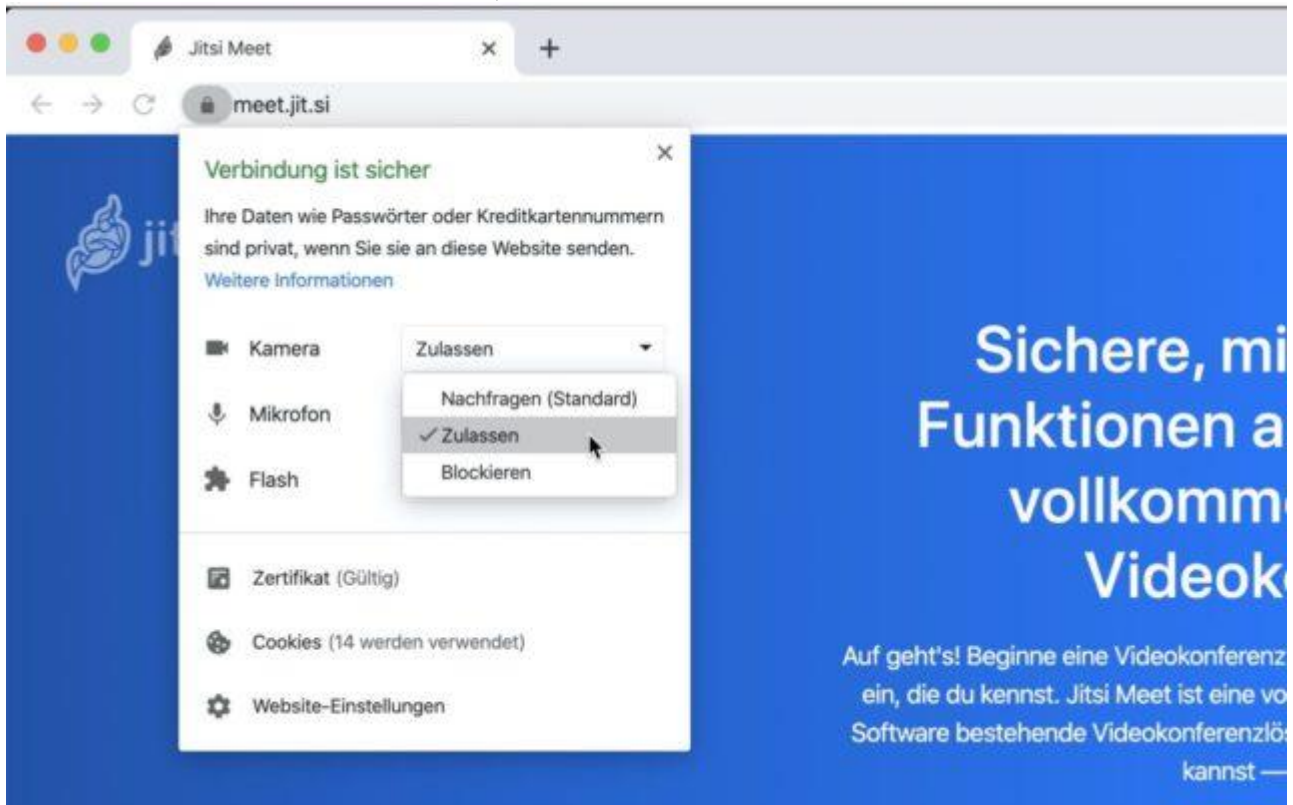 Jitsi Meet
meet.jit.si
Verbindung ist sicher
Ihre Daten wie Passwörter oder Kreditkartennummern
sind privat, wenn Sie sie an diese Website senden.
Weitere Informationen
jit
Kamera Zulassen
Nachfragen (Standard)
Mikrofon
Zulassen
Blockieren
Flash
Zertifikat (Gültig)
Cookies (14 werden verwendet)
Website-Einstellungen
Sichere, mi
Funktionen a
vollkomm
Videok
Auf geht's! Beginne eine Videokonferenz
ein, die du kennst. Jitsi Meet ist eine vo
Software bestehende Videokonferenzlö
kannst —